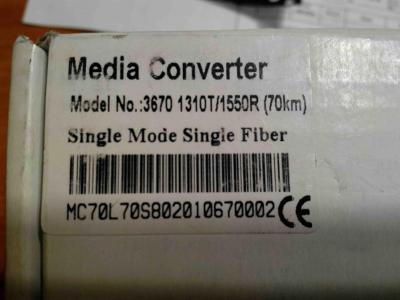 Media Converter
Model No.:3670 1310T/1550R (70km)
Single Mode Single Fiber
MC70L70S802010670002 CE